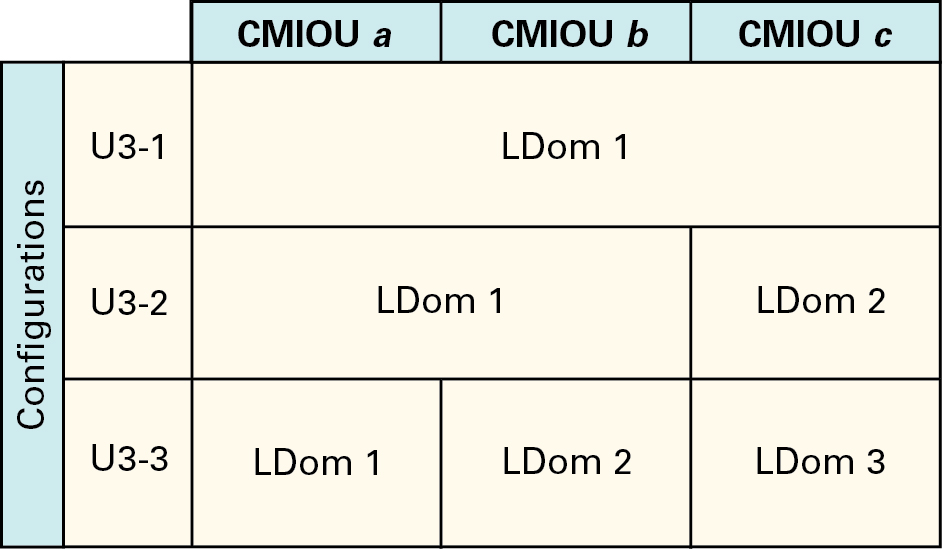 CMIOU a CMIOU b CMIOU c
Configurations
U3-1 LDom 1
U3-2 LDom 1 LDom 2
U3-3 LDom 1 LDom 2 LDom 3